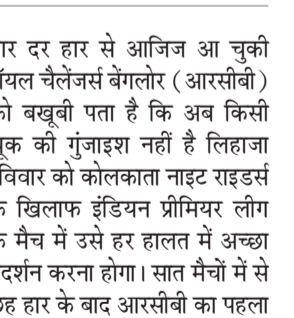 ार दर हार से आजिज आ चुकी
ॉयल चैलेंजर्स बेंगलोर (आरसीबी)
ो बखूबी पता है कि अब किसी
ूक की गुंजाइश नहीं है लिहाजा
विवार को कोलकाता नाइट राइडर्स
खिलाफ इंडियन प्रीमियर लीग
मैच में उसे हर हालत में अच्छा
दर्शन करना होगा। सात मैचों में से
ह हार के बाद आरसीबी का पहला